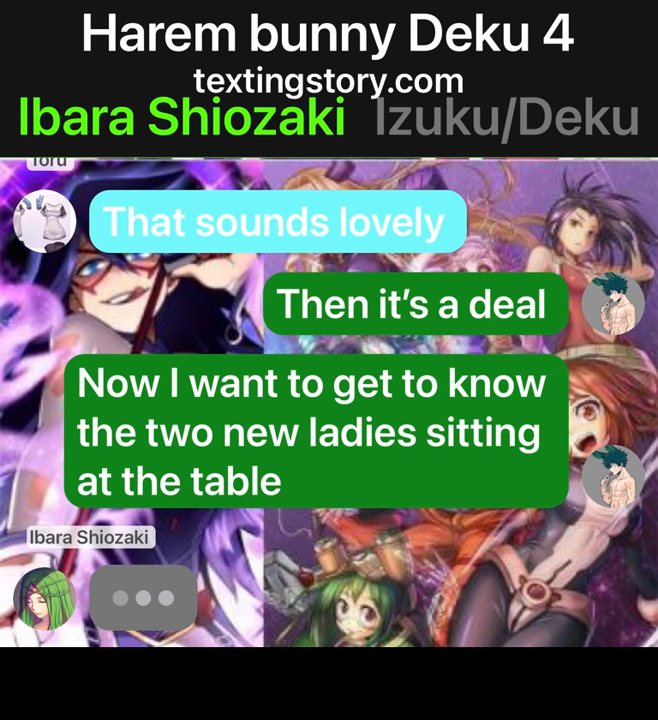 Harem bunny Deku 4
textingstory.com
Ibara Shiozaki Izuku/Deku
Toru
That sounds lovely
Then it’s a deal
Now I want to get to know
the two new ladies sitting
at the table
Ibara Shiozaki